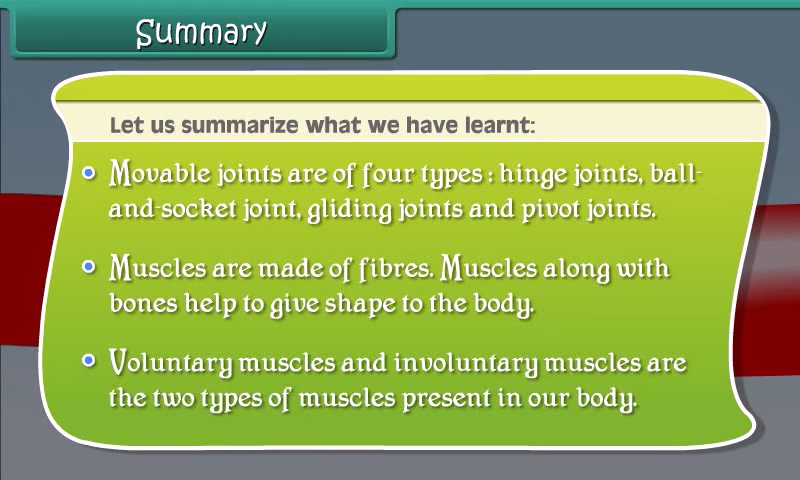 Summary
Let us summarize what we have learnt:
Movable joints are of four types : hinge joints, ball-
and-socket joint, gliding joints and pivot joints.
Muscles are made of fibres. Muscles along with
bones help to give shape to the body.
Voluntary muscles and involuntary muscles are
the two types of muscles present in our body.